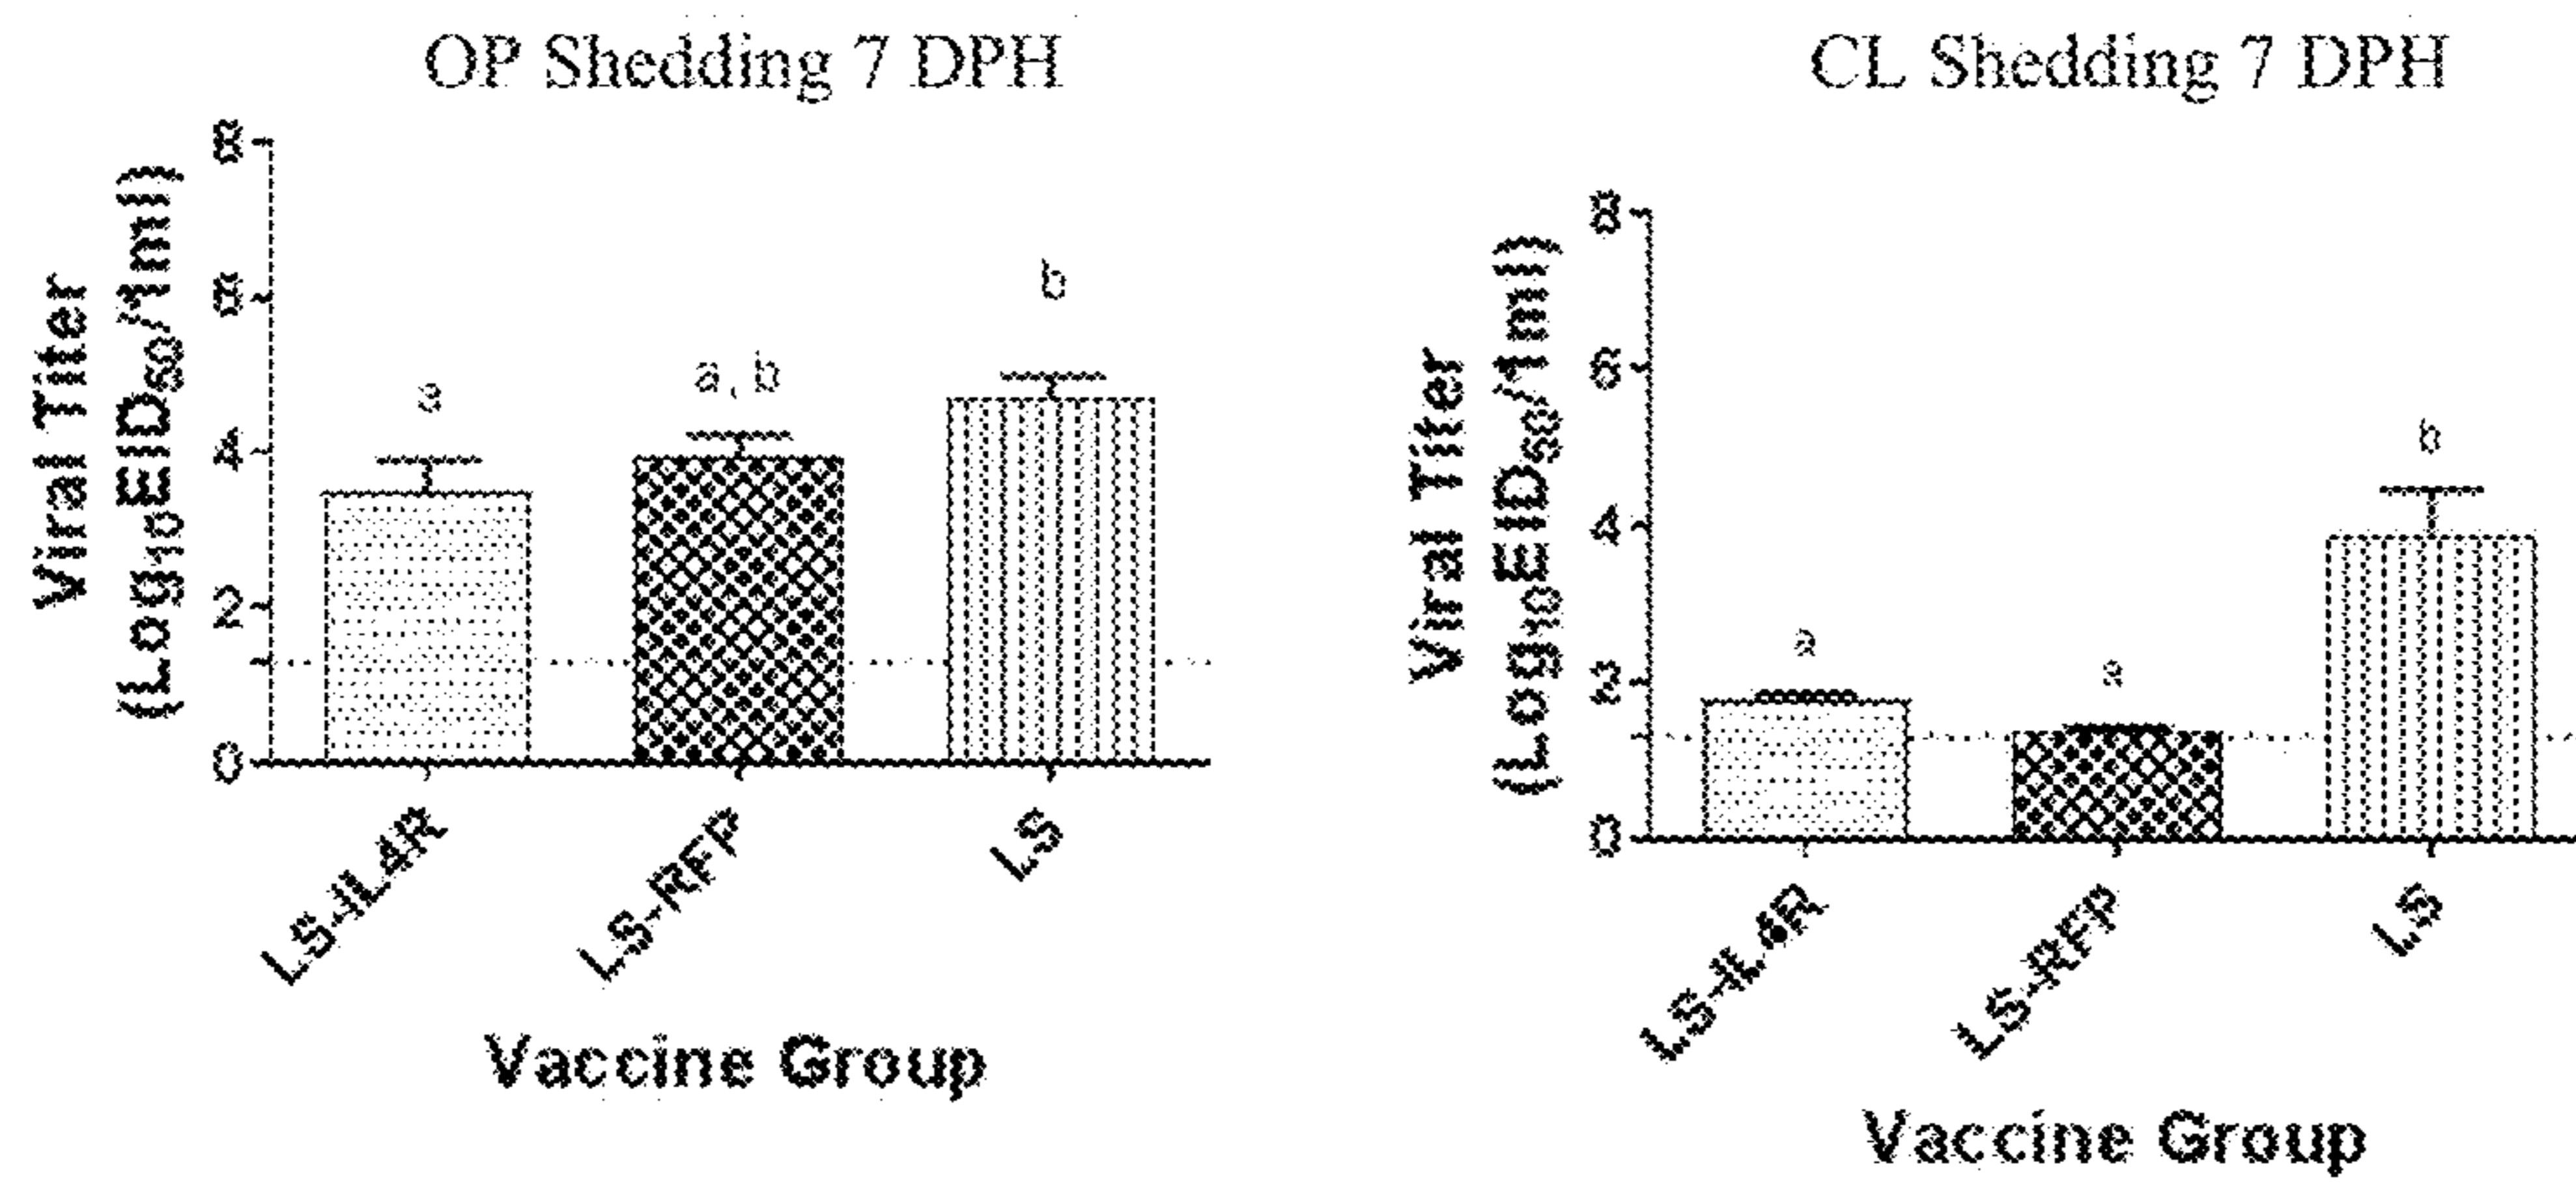 OP Shedding 7 DPH
Viral Titer
(Log10EID50/1ml)
8
6
4
2
0
a
a, b
b
LS-IL4R
LS-RFP
LS
Vaccine Group
CL Shedding 7 DPH
Viral Titer
(Log10EID50/1ml)
8
6
4
2
0
a
a
b
LS-IL4R
LS-RFP
LS
Vaccine Group